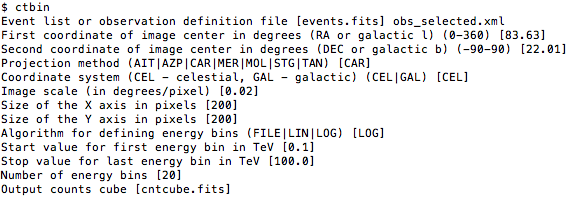 $ ctbin
Event list or observation definition file [events.fits] obs_selected.xml
First coordinate of image center in degrees (RA or galactic l) (0-360) [83.63]
Second coordinate of image center in degrees (DEC or galactic b) (-90-90) [22.01]
Projection method (AIT|AZP|CAR|MER|MOL|STG|TAN) [CAR]
Coordinate system (CEL - celestial, GAL - galactic) (CEL|GAL) [CEL]
Image scale (in degrees/pixel) [0.02]
Size of the X axis in pixels [200]
Size of the Y axis in pixels [200]
Algorithm for defining energy bins (FILE|LIN|LOG) [LOG]
Start value for first energy bin in TeV [0.1]
Stop value for last energy bin in TeV [100.0]
Number of energy bins [20]
Output counts cube [cntcube.fits]